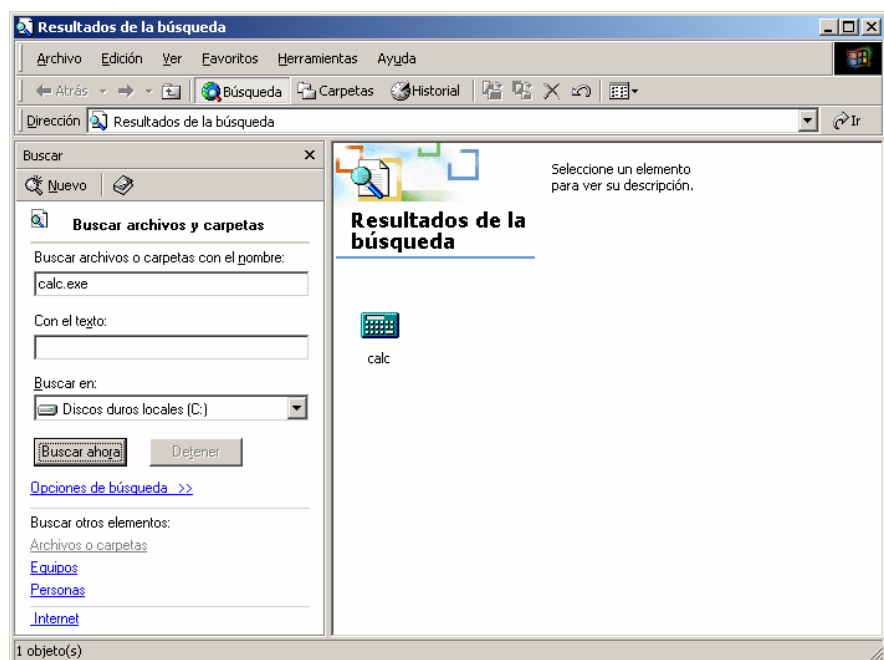 Resultados de la búsqueda
Archivo Edición Ver Favoritos Herramientas Ayuda
Atrás Búsqueda Carpetas Historial
Dirección Resultados de la búsqueda Ir
Buscar
Nuevo
Buscar archivos y carpetas
Buscar archivos o carpetas con el nombre:
calc.exe
Con el texto:
Buscar en:
Discos duros locales (C:)
Buscar ahora Detener
Opciones de búsqueda >>
Buscar otros elementos:
Archivos o carpetas
Equipos
Personas
Internet
Resultados de la
búsqueda
Seleccione un elemento
para ver su descripción.
calc
1 objeto(s)